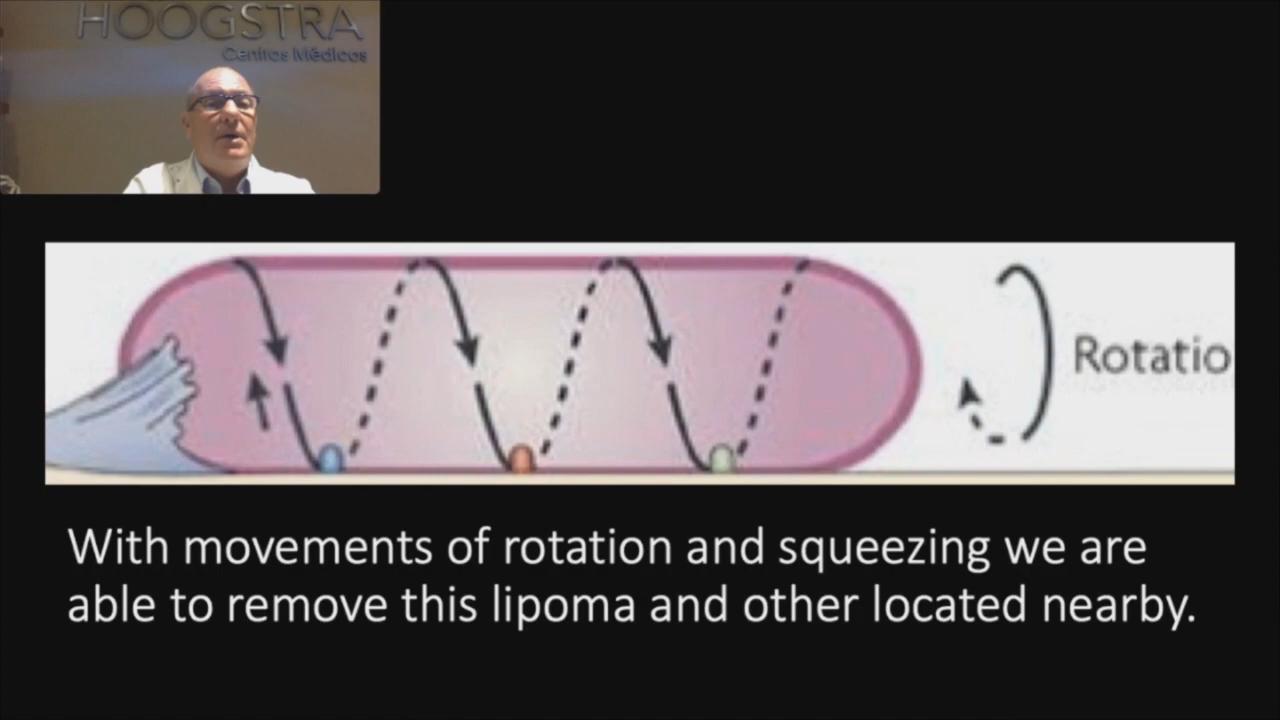 HOOGSTRA
Centros Médicos
Rotatio
With movements of rotation and squeezing we are
able to remove this lipoma and other located nearby.